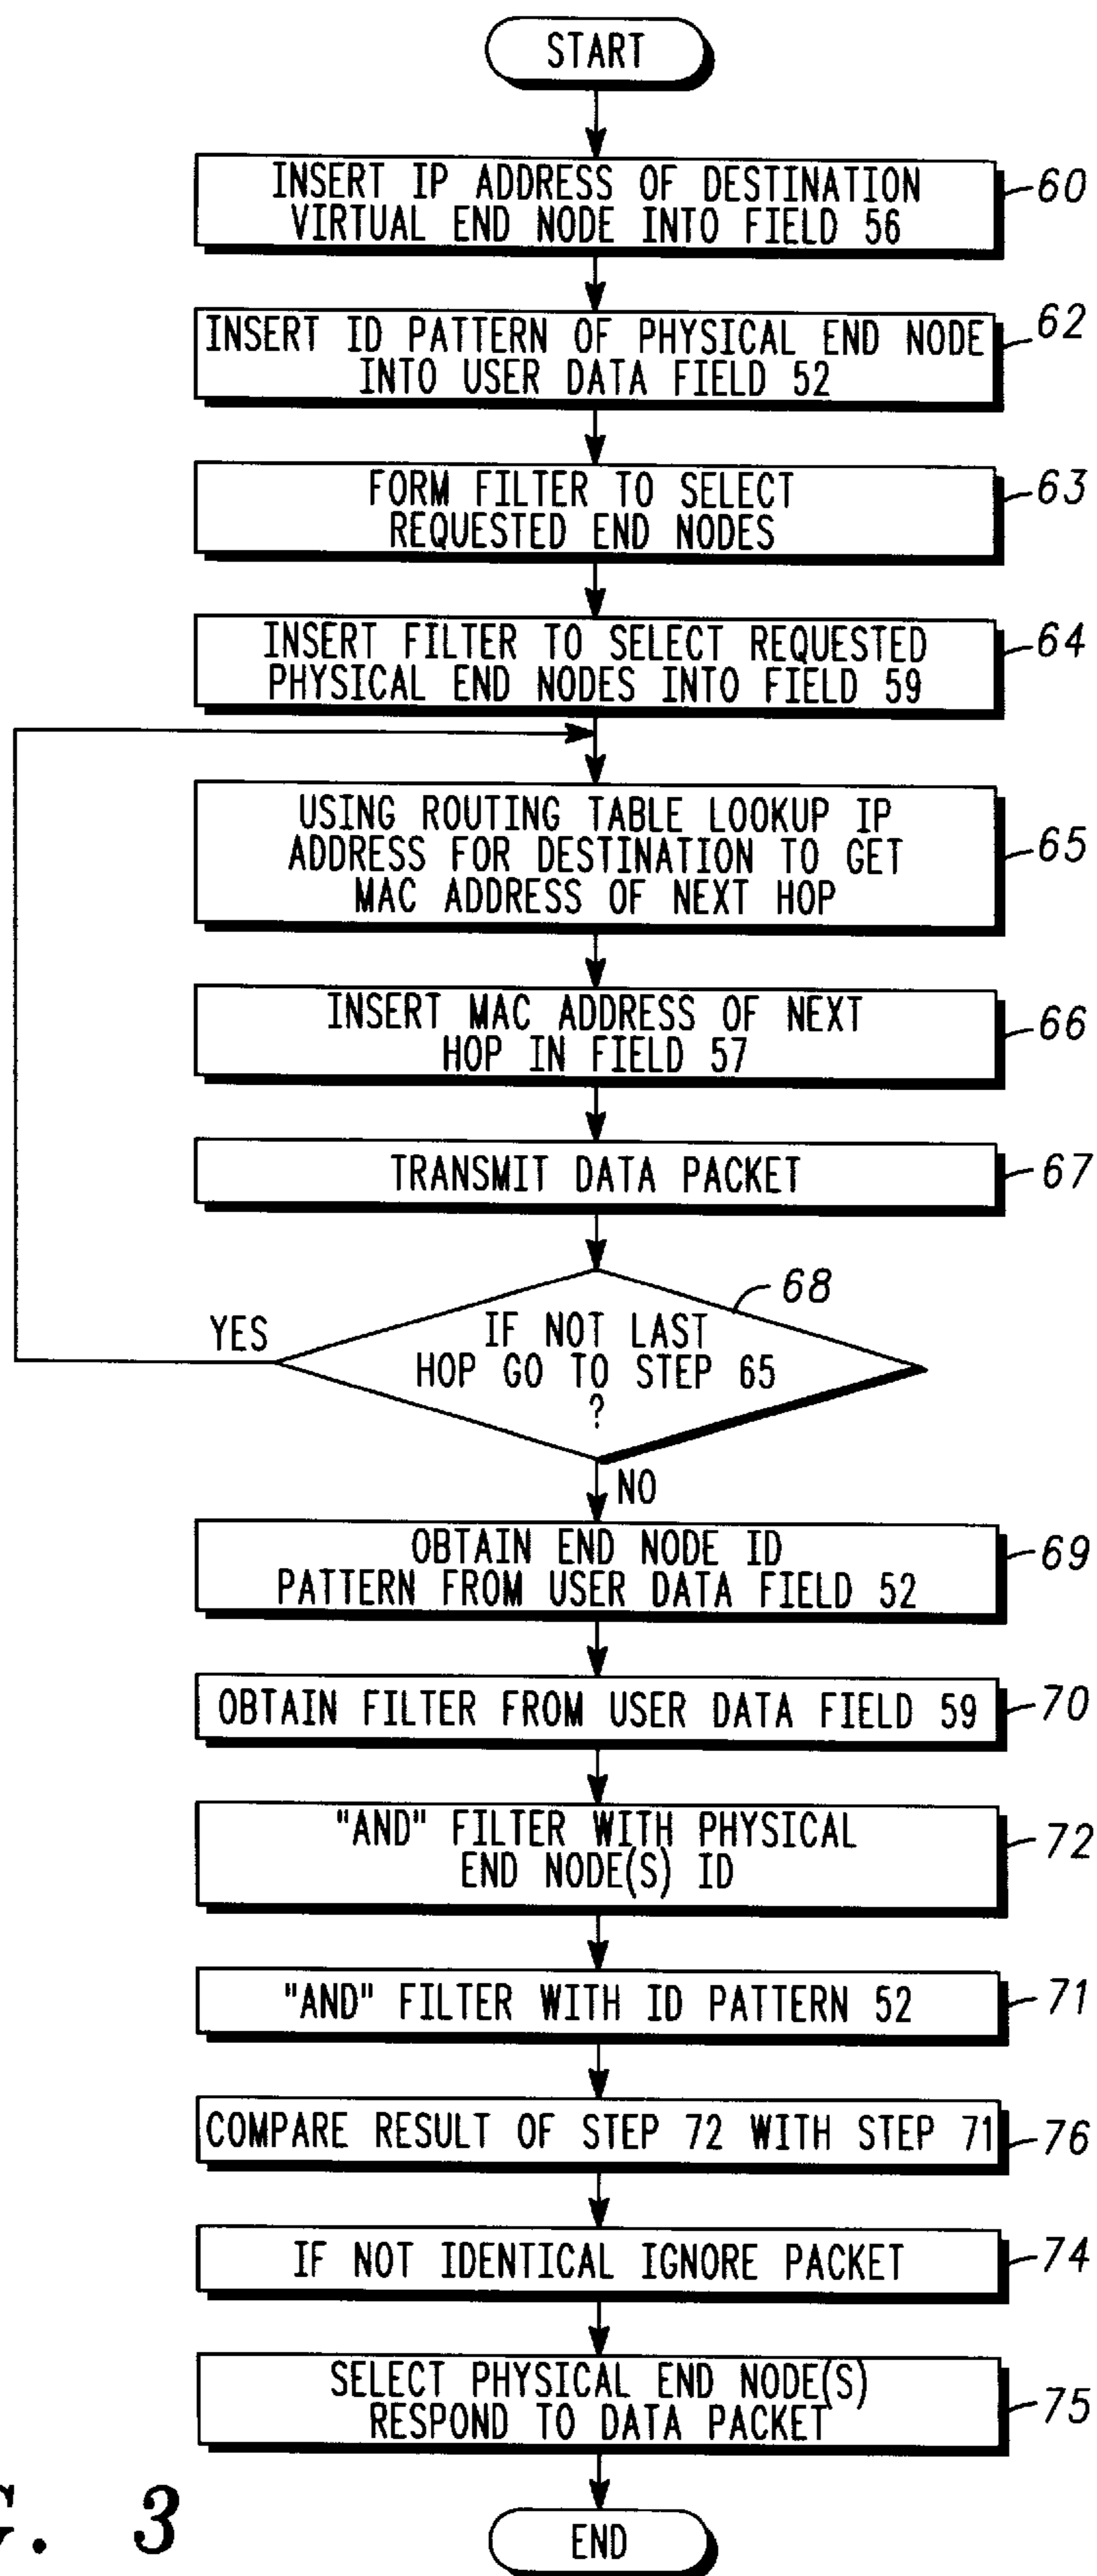 START
INSERT IP ADDRESS OF DESTINATION
VIRTUAL END NODE INTO FIELD 56
60
INSERT ID PATTERN OF PHYSICAL END NODE
INTO USER DATA FIELD 52
62
FORM FILTER TO SELECT
REQUESTED END NODES
63
INSERT FILTER TO SELECT REQUESTED
PHYSICAL END NODES INTO FIELD 59
64
USING ROUTING TABLE LOOKUP IP
ADDRESS FOR DESTINATION TO GET
MAC ADDRESS OF NEXT HOP
65
INSERT MAC ADDRESS OF NEXT
HOP IN FIELD 57
66
TRANSMIT DATA PACKET
67
68
YES
IF NOT LAST
HOP GO TO STEP 65
?
NO
OBTAIN END NODE ID
PATTERN FROM USER DATA FIELD 52
69
OBTAIN FILTER FROM USER DATA FIELD 59
70
"AND" FILTER WITH PHYSICAL
END NODE(S) ID
72
"AND" FILTER WITH ID PATTERN 52
71
COMPARE RESULT OF STEP 72 WITH STEP 71
76
IF NOT IDENTICAL IGNORE PACKET
74
SELECT PHYSICAL END NODE(S)
RESPOND TO DATA PACKET
75
END
G. 3